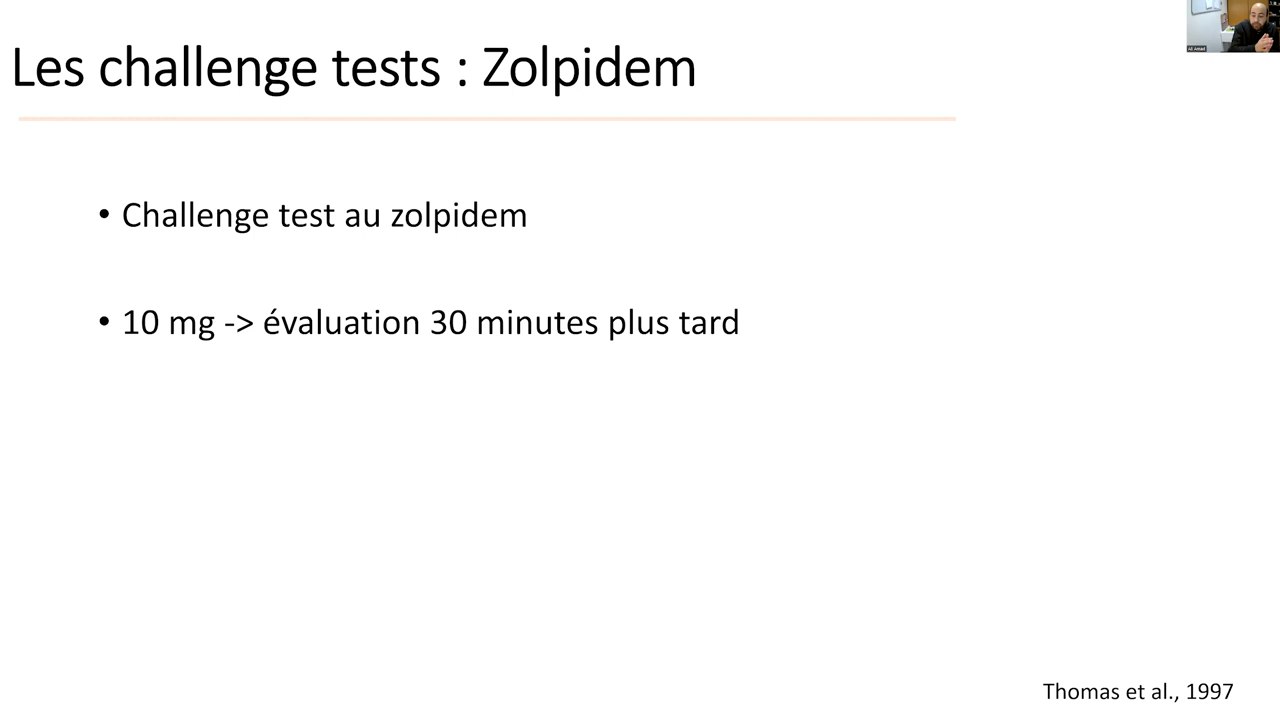 Les challenge tests : Zolpidem
• Challenge test au zolpidem
• 10 mg -> évaluation 30 minutes plus tard
Thomas et al., 1997